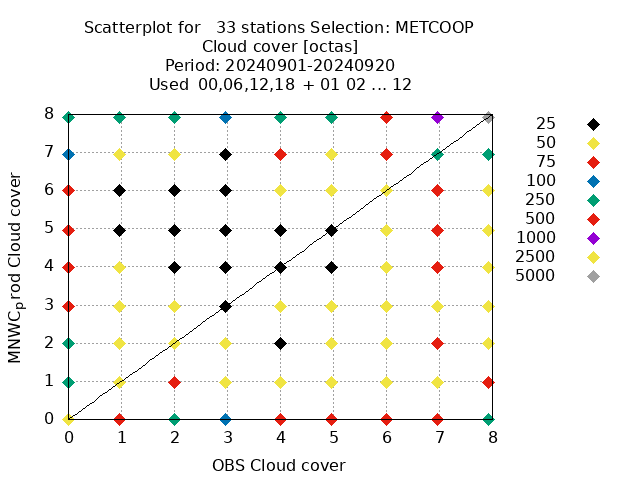 Scatterplot for 33 stations Selection: METCOOP
Cloud cover [octas]
Period: 20240901-20240920
Used 00,06,12,18 + 01 02 ... 12
8
7
6
5
4
3
2
1
0
MNWC_prod Cloud cover
0 1 2 3 4 5 6 7 8
OBS Cloud cover
25
50
75
100
250
500
1000
2500
5000